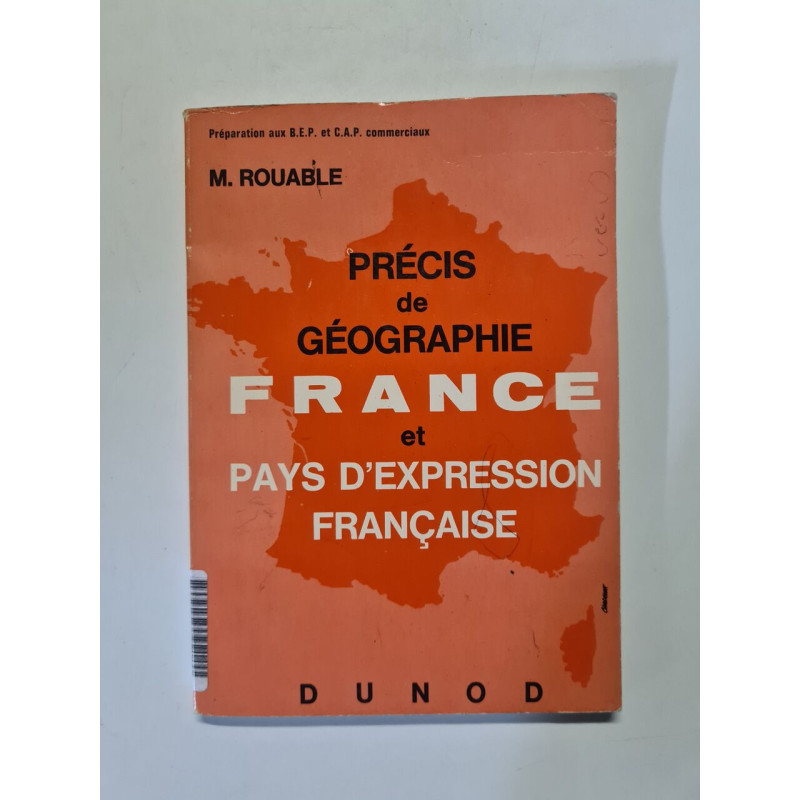 Préparation aux B.E.P. et C.A.P. commerciaux
M. ROUABLE
PRÉCIS
de
GÉOGRAPHIE
FRANCE
et
PAYS D'EXPRESSION
FRANÇAISE
DUNOD